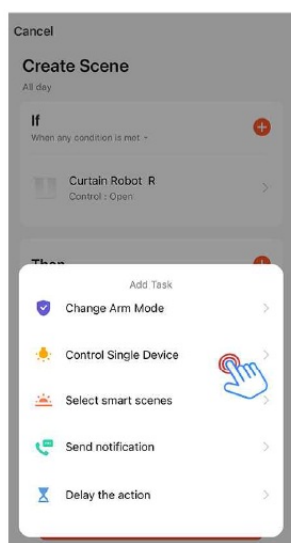 Cancel
Create Scene
All day
If
When any condition is met
Curtain Robot R
Control : Open
Then
Add Task
Change Arm Mode
Control Single Device
Select smart scenes
Send notification
Delay the action